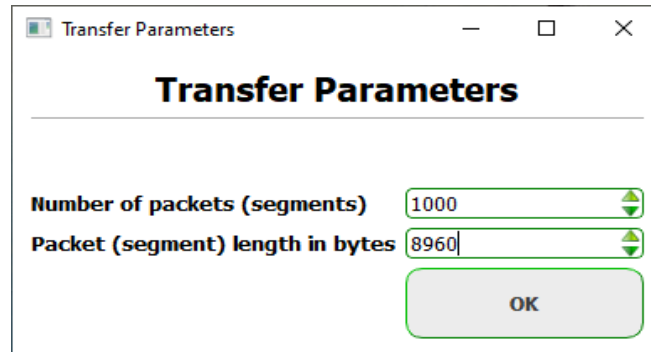 Transfer Parameters
Transfer Parameters
Number of packets (segments) 1000
Packet (segment) length in bytes 8960
OK